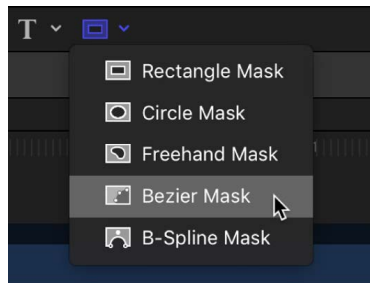 T
Rectangle Mask
Circle Mask
Freehand Mask
Bezier Mask
B-Spline Mask